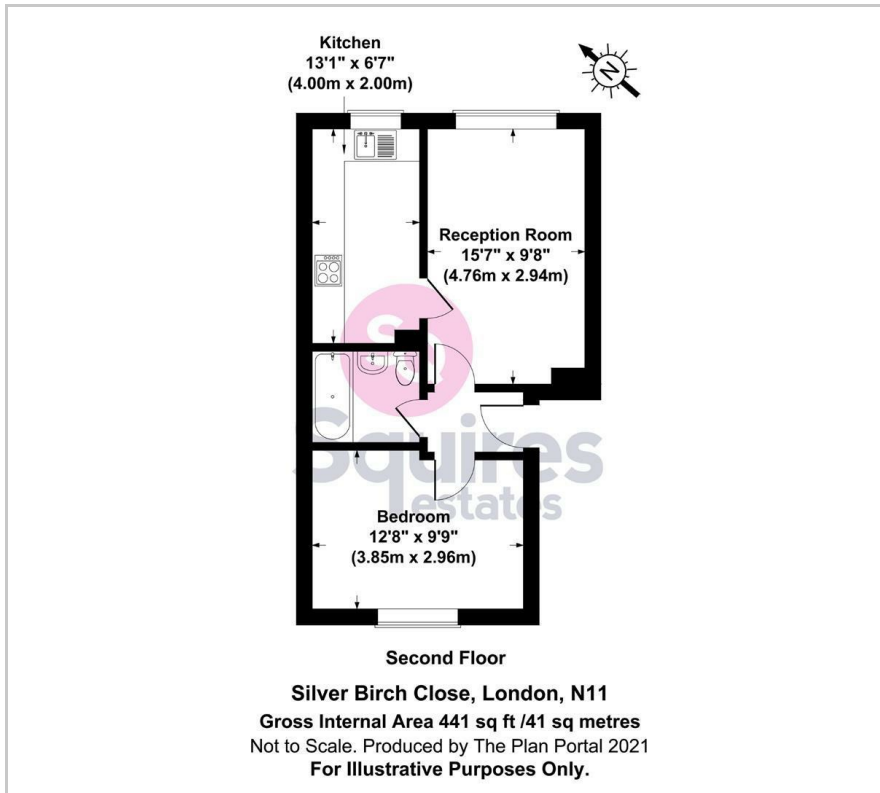 Kitchen
13'1" x 6'7"
(4.00m x 2.00m)
N
Reception Room
15'7" x 9'8"
(4.76m x 2.94m)
SQ
Squires
estates
Bedroom
12'8" x 9'9"
(3.85m x 2.96m)
Second Floor
Silver Birch Close, London, N11
Gross Internal Area 441 sq ft /41 sq metres
Not to Scale. Produced by The Plan Portal 2021
For Illustrative Purposes Only.